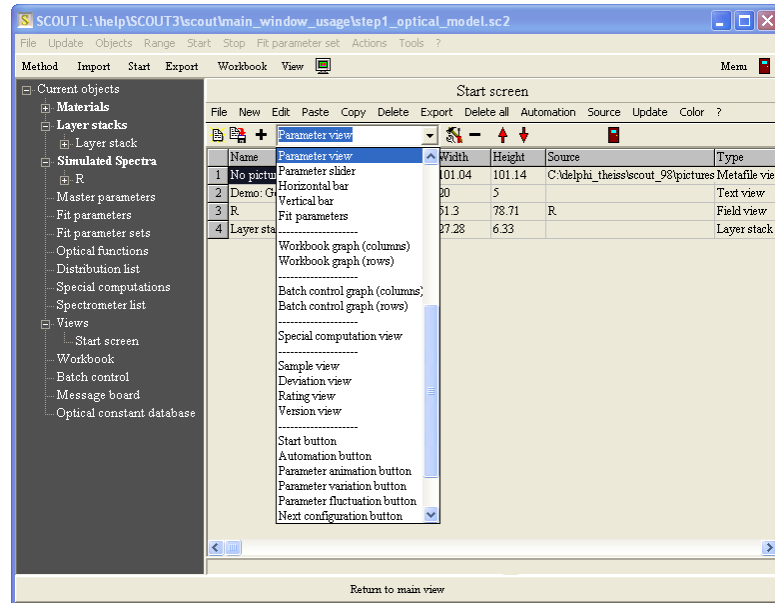 SCOUT L:\help\SCOUT3\scout\main_window_usage\step1_optical_model.sc2
File Update Objects Range Start Stop Fit parameter set Actions Tools ?
Method Import Start Export Workbook View Menu
Current objects
Materials
Layer stacks
Layer stack
Simulated Spectra
R
Master parameters
Fit parameters
Fit parameter sets
Optical functions
Distribution list
Special computations
Spectrometer list
Views
Start screen
Workbook
Batch control
Message board
Optical constant database
Start screen
File New Edit Paste Copy Delete Export Delete all Automation Source Update Color ?
Parameter view
Name Width Height Source Type
1 No pictu 101.04 101.14 C:\delphi_theiss\scout_98\pictures Metafile vie
2 Demo: G 20 5 Text view
3 R 51.3 78.71 R Field view
4 Layer sta 27.28 6.33 Layer stack
Parameter view
Parameter slider
Horizontal bar
Vertical bar
Fit parameters
--------------------
Workbook graph (columns)
Workbook graph (rows)
--------------------
Batch control graph (columns)
Batch control graph (rows)
--------------------
Special computation view
--------------------
Sample view
Deviation view
Rating view
Version view
--------------------
Start button
Automation button
Parameter animation button
Parameter variation button
Parameter fluctuation button
Next configuration button
Return to main view